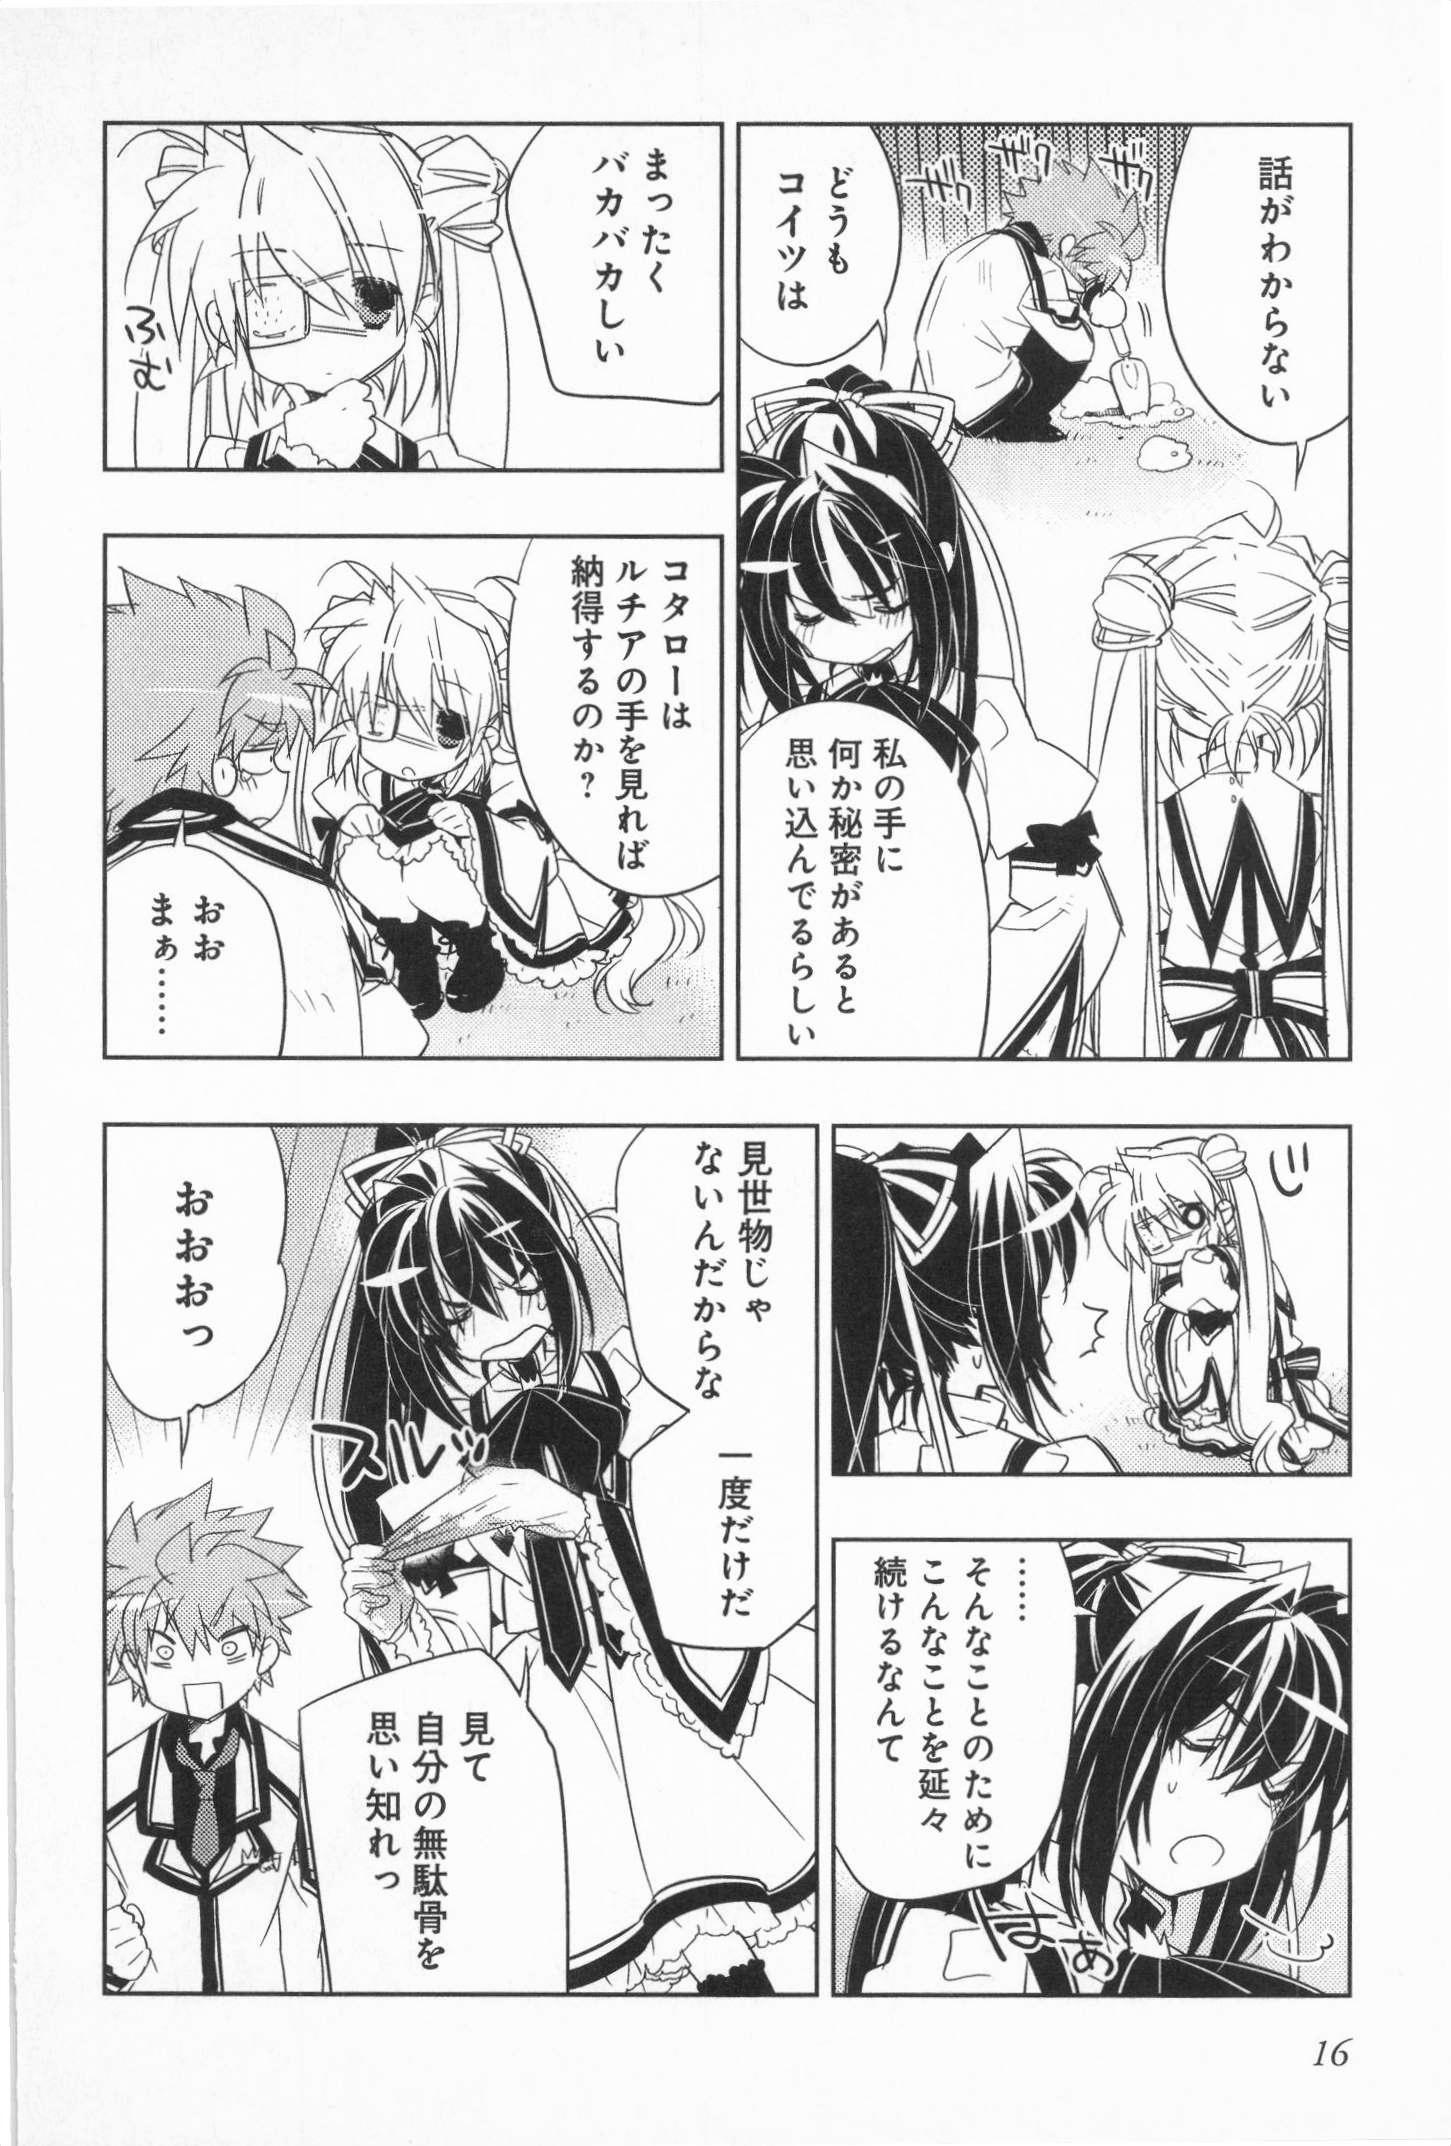 話がわからない
ギク
ギク
ギク
どうも
コイツは
私の手に
何か秘密があると
思い込んでるらしい
まったく
バカバカしい
ふむ
コタローは
ルチアの手を見れば
納得するのか？
おお
まぁ……
じ
……
そんなことのために
こんなことを延々
続けるなんて
はぁ
見世物じゃ
ないんだからな
一度だけだ
スルッ
見て
自分の無駄骨を
思い知れっ
おおおっ
16